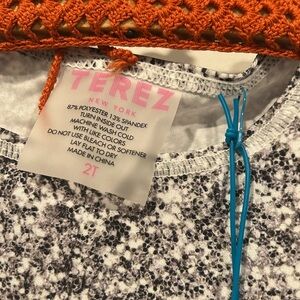 TEREZ
NEW YORK
87% POLYESTER 13% SPANDEX
TURN INSIDE OUT
MACHINE WASH COLD
WITH LIKE COLORS
DO NOT USE BLEACH OR SOFTENER
LAY FLAT TO DRY
MADE IN CHINA
2T